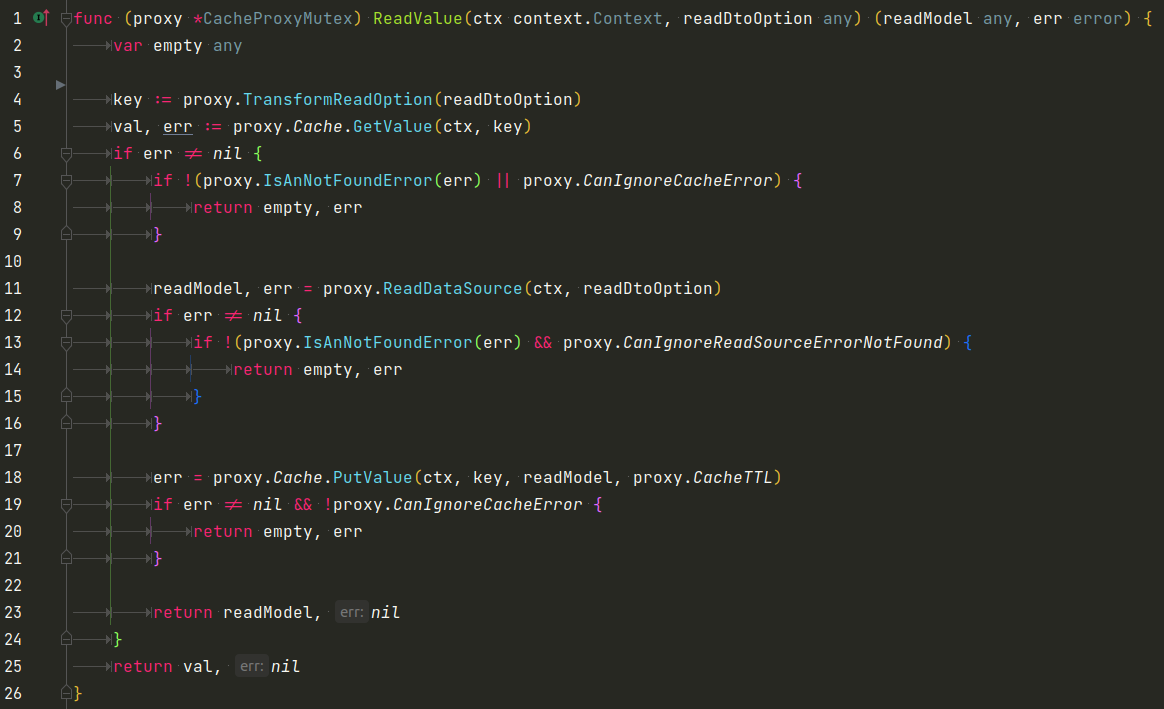 1 func (proxy *CacheProxyMutex) ReadValue(ctx context.Context, readDtoOption any) (readModel any, err error) {
2 var empty any
3
4 key := proxy.TransformReadOption(readDtoOption)
5 val, err := proxy.Cache.GetValue(ctx, key)
6 if err ≠ nil {
7 if !(proxy.IsAnNotFoundError(err) || proxy.CanIgnoreCacheError) {
8 return empty, err
9 }
10
11 readModel, err = proxy.ReadDataSource(ctx, readDtoOption)
12 if err ≠ nil {
13 if !(proxy.IsAnNotFoundError(err) && proxy.CanIgnoreReadSourceErrorNotFound) {
14 return empty, err
15 }
16 }
17
18 err = proxy.Cache.PutValue(ctx, key, readModel, proxy.CacheTTL)
19 if err ≠ nil && !proxy.CanIgnoreCacheError {
20 return empty, err
21 }
22
23 return readModel, err: nil
24 }
25 return val, err: nil
26 }